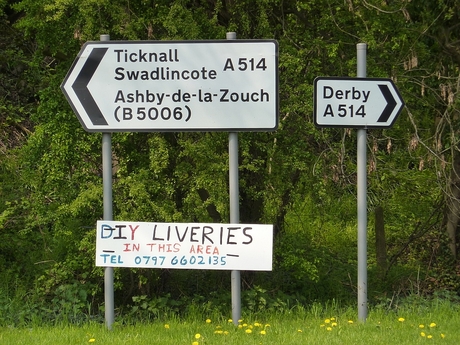 Ticknall
Swadlincote A 514
Ashby-de-la-Zouch
(B 5006)
Derby
A 514
DIY LIVERIES
IN THIS AREA
TEL 0797 6602135